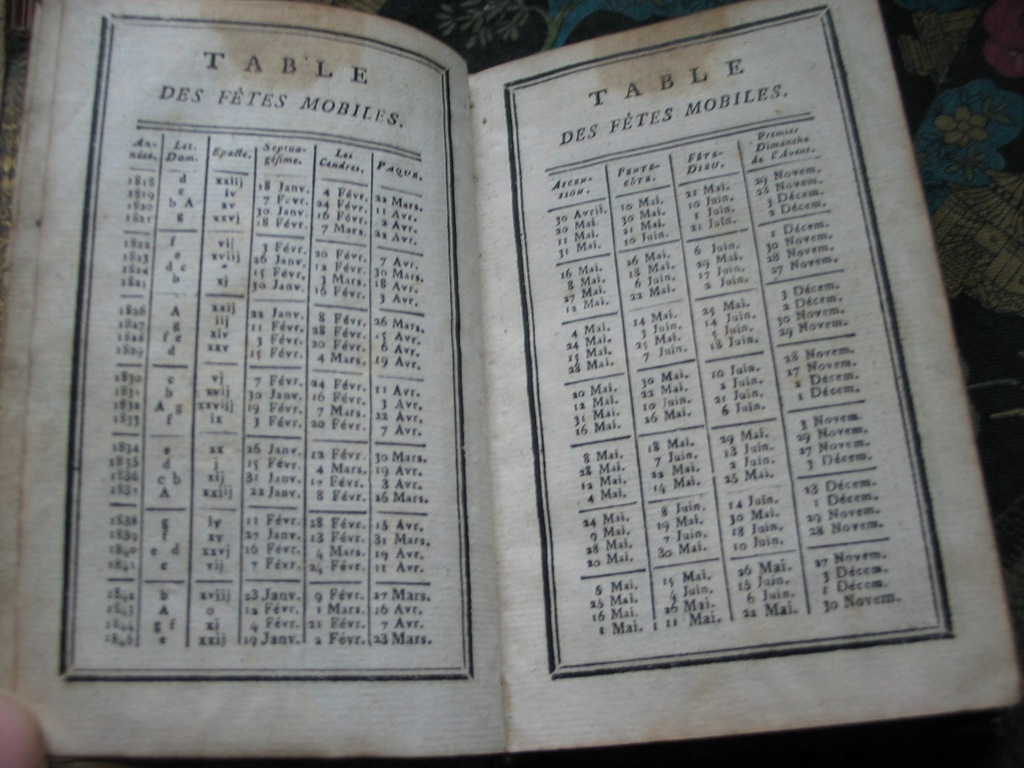 TABLE
DES FÊTES MOBILES.
An-nées. Let. Dom. Epacte. Septua-gésime. Les Cendres. PAQUE.
1818 d xxiij 18 Janv. 4 Févr. 22 Mars.
1819 c iv 7 Fevr. 24 Févr. 11 Avr.
1820 b A xv 30 Janv. 16 Févr. 2 Avr.
1821 g xxvj 18 Févr. 7 Mars. 22 Avr.
1822 f vij 3 Févr. 20 Févr. 7 Avr.
1823 e xviij 26 Janv. 12 Févr. 30 Mars.
1824 d c * 15 Févr. 3 Mars. 18 Avr.
b xj 30 Janv. 16 Févr. 3 Avr.
1826 A xxij 22 Janv. 8 Févr. 26 Mars.
1827 g iij 11 Févr. 28 Févr. 15 Avr.
1828 f e xiv 3 Févr. 20 Févr. 6 Avr.
1829 d xxv 15 Févr. 4 Mars. 19 Avr.
1830 c vj 7 Févr. 24 Févr. 11 Avr.
1831 b xvij 30 Janv. 16 Févr. 3 Avr.
1832 A g xxviij 19 Févr. 7 Mars. 22 Avr.
1833 f ix 3 Févr. 20 Févr. 7 Avr.
1834 e xx 26 Janv. 12 Févr. 30 Mars.
1835 d j 15 Févr. 4 Mars. 19 Avr.
1836 c b xij 31 Janv. 17 Févr. 3 Avr.
1837 A xxiij 22 Janv. 8 Févr. 26 Mars.
1838 g iv 11 Févr. 28 Févr. 15 Avr.
1839 f xv 27 Janv. 13 Févr. 31 Mars.
1840 e d xxvj 16 Févr. 4 Mars. 19 Avr.
1841 c vij 7 Févr. 24 Févr. 11 Avr.
1842 b xviij 23 Janv. 9 Févr. 27 Mars.
1843 A 12 Févr. 1 Mars. 16 Avr.
1844 g f xj 4 Févr. 21 Févr. 7 Avr.
1845 e xxij 19 Janv. 2 Févr. 23 Mars.
TABLE
DES FÊTES MOBILES.
ASCEN-SION. PENTE-CÔTE. FÊTE-DIEU. Premier Dimanche de l'Avent.
30 Avril. 10 Mai. 21 Mai. 29 Novem.
20 Mai. 30 Mai. 10 Juin. 28 Novem.
11 Mai. 21 Mai. 1 Juin. 3 Décem.
31 Mai. 10 Juin. 21 Juin. 2 Décem.
16 Mai. 26 Mai. 6 Juin. 1 Décem.
8 Mai. 18 Mai. 29 Mai. 30 Novem.
27 Mai. 6 Juin. 17 Juin. 28 Novem.
12 Mai. 22 Mai. 2 Juin. 27 Novem.
4 Mai. 14 Mai. 25 Mai. 3 Décem.
24 Mai. 3 Juin. 14 Juin. 2 Décem.
15 Mai. 25 Mai. 5 Juin. 30 Novem.
28 Mai. 7 Juin. 18 Juin. 29 Novem.
20 Mai. 30 Mai. 10 Juin. 28 Novem.
12 Mai. 22 Mai. 2 Juin. 27 Novem.
31 Mai. 10 Juin. 21 Juin. 2 Décem.
16 Mai. 26 Mai. 6 Juin. 1 Décem.
8 Mai. 18 Mai. 29 Mai. Novem.
28 Mai. 7 Juin. 18 Juin. 29 Novem.
12 Mai. 22 Mai. 2 Juin. 27 Novem.
4 Mai. 14 Mai. 25 Mai. 3 Décem.
24 Mai. 8 Juin. 14 Juin. Décem.
9 Mai. 19 Mai. 30 Mai. 1 Décem.
28 Mai. 7 Juin. 18 Juin. 29 Novem.
20 Mai. 30 Mai. 10 Juin. 28 Novem.
5 Mai. 15 Mai. 26 Mai. 27 Novem.
25 Mai. 4 Juin. 15 Juin. 3 Décem.
16 Mai. 26 Mai. 6 Juin. 1 Décem.
1 Mai. 11 Mai. 22 Mai. 30 Novem.